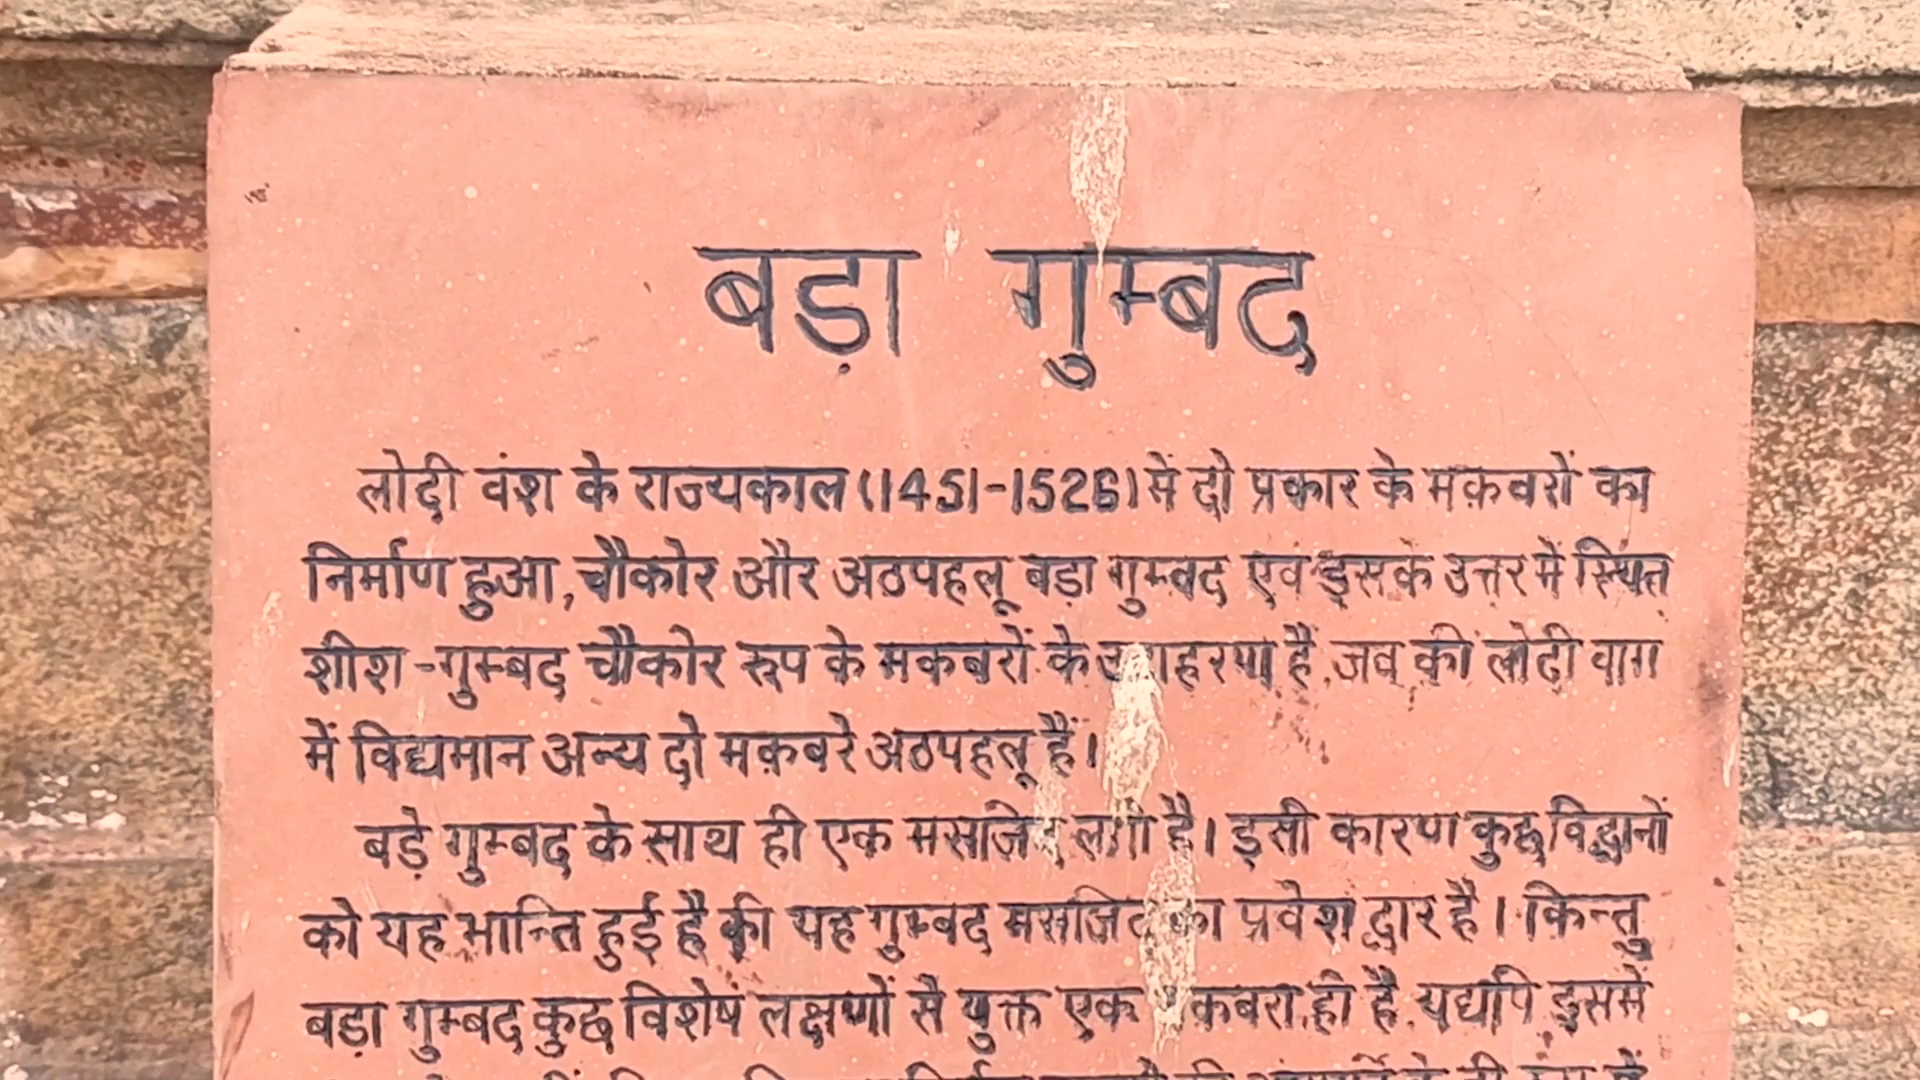 बड़ा गुम्बद
लोदी वंश के राज्यकाल (1451-1526) में दो प्रकार के मक़बरों का
निर्माण हुआ, चौकोर और अठपहलू बड़ा गुम्बद एवं इसके उत्तर में स्थित
शीश-गुम्बद चौकोर रूप के मकबरों के हैं, जब की लोदी बाग
में विद्यमान अन्य दो मक़बरे अठपहलू हैं।
बड़े गुम्बद के साथ ही एक मसजिद लगी है। इसी कारण कुछ विद्वानों
को यह भान्ति हुई है की यह गुम्बद मसजिद का प्रवेश द्वार है। किन्तु
बड़ा गुम्बद कुछ विशेष लक्षणों से युक्त एक ही है. यद्यपि इसमें